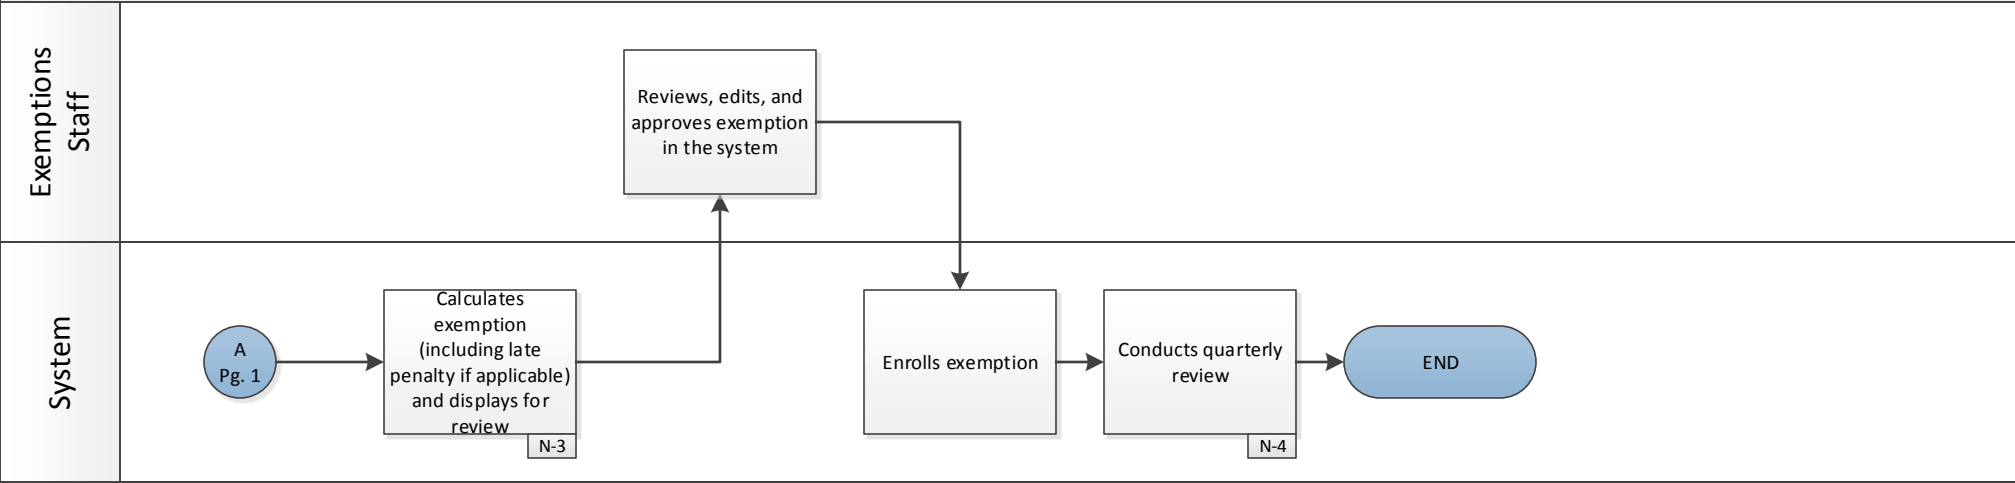 Exemptions
Staff
Reviews, edits, and
approves exemption
in the system
System
A
Pg. 1
Calculates
exemption
(including late
penalty if applicable)
and displays for
review
N-3
Enrolls exemption
Conducts quarterly
review
N-4
END